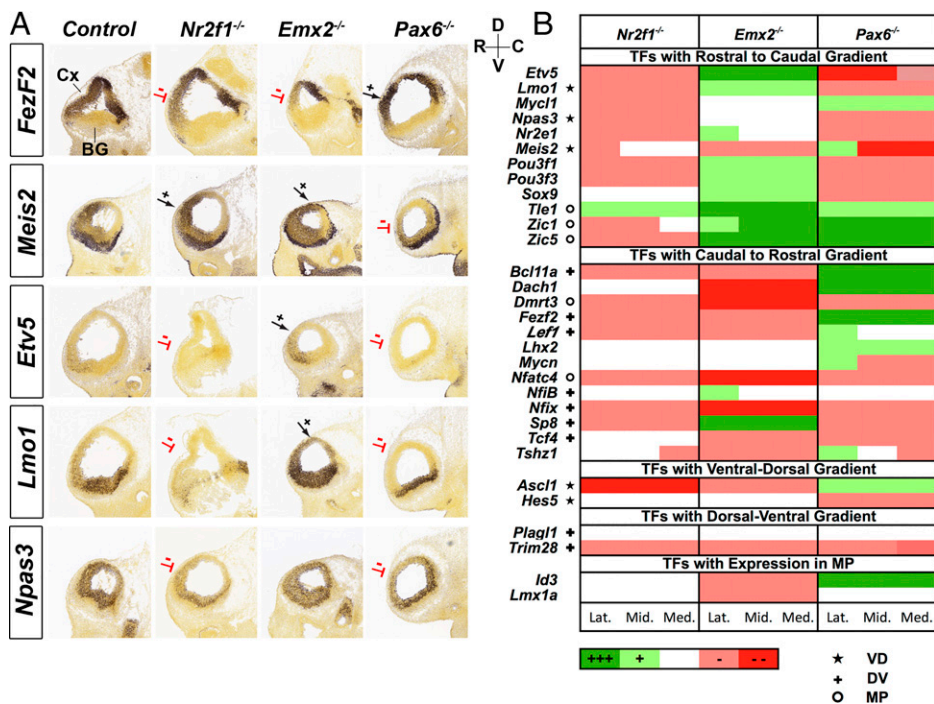 A
Control Nr2f1-/- Emx2-/- Pax6-/-
FezF2
Cx
BG
-
-
+
Meis2
+
+
-
Etv5
-
+
-
Lmo1
-
+
-
Npas3
-
-
D
R C
V
B
Nr2f1-/- Emx2-/- Pax6-/-
TFs with Rostral to Caudal Gradient
Etv5
Lmo1 ★
Mycl1
Npas3 ★
Nr2e1
Meis2 ★
Pou3f1
Pou3f3
Sox9
Tle1 O
Zic1 O
Zic5 O
TFs with Caudal to Rostral Gradient
Bcl11a +
Dach1
Dmrt3 O
Fezf2 +
Lef1 +
Lhx2
Mycn
Nfatc4 O
NfiB +
Nfix +
Sp8 +
Tcf4 +
Tshz1
TFs with Ventral-Dorsal Gradient
Ascl1 ★
Hes5 ★
TFs with Dorsal-Ventral Gradient
Plagl1 +
Trim28 +
TFs with Expression in MP
Id3
Lmx1a
Lat. Mid. Med. Lat. Mid. Med. Lat. Mid. Med.
+++ + - --
★ VD
+ DV
O MP